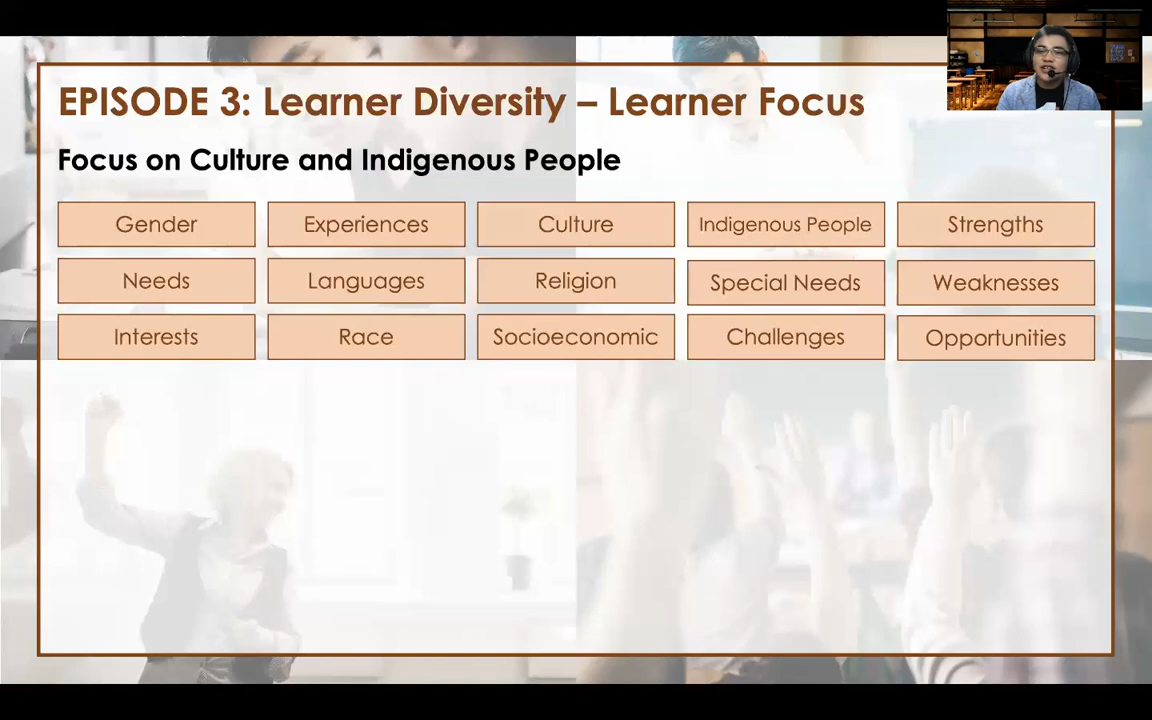 EPISODE 3: Learner Diversity – Learner Focus
Focus on Culture and Indigenous People
Gender
Experiences
Culture
Indigenous People
Strengths
Needs
Languages
Religion
Special Needs
Weaknesses
Interests
Race
Socioeconomic
Challenges
Opportunities